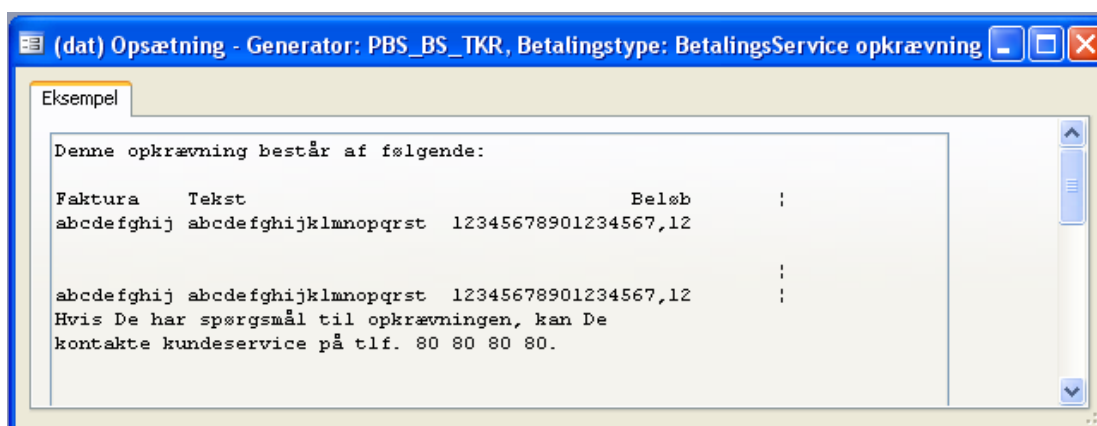 (dat) Opsætning - Generator: PBS_BS_TKR, Betalingstype: BetalingsService opkrævning
Eksempel
Denne opkrævning består af følgende:
Faktura Tekst Beløb ¦
abcdefghij abcdefghijklmnopqrst 12345678901234567,12
¦
abcdefghij abcdefghijklmnopqrst 12345678901234567,12 ¦
Hvis De har spørgsmål til opkrævningen, kan De
kontakte kundeservice på tlf. 80 80 80 80.